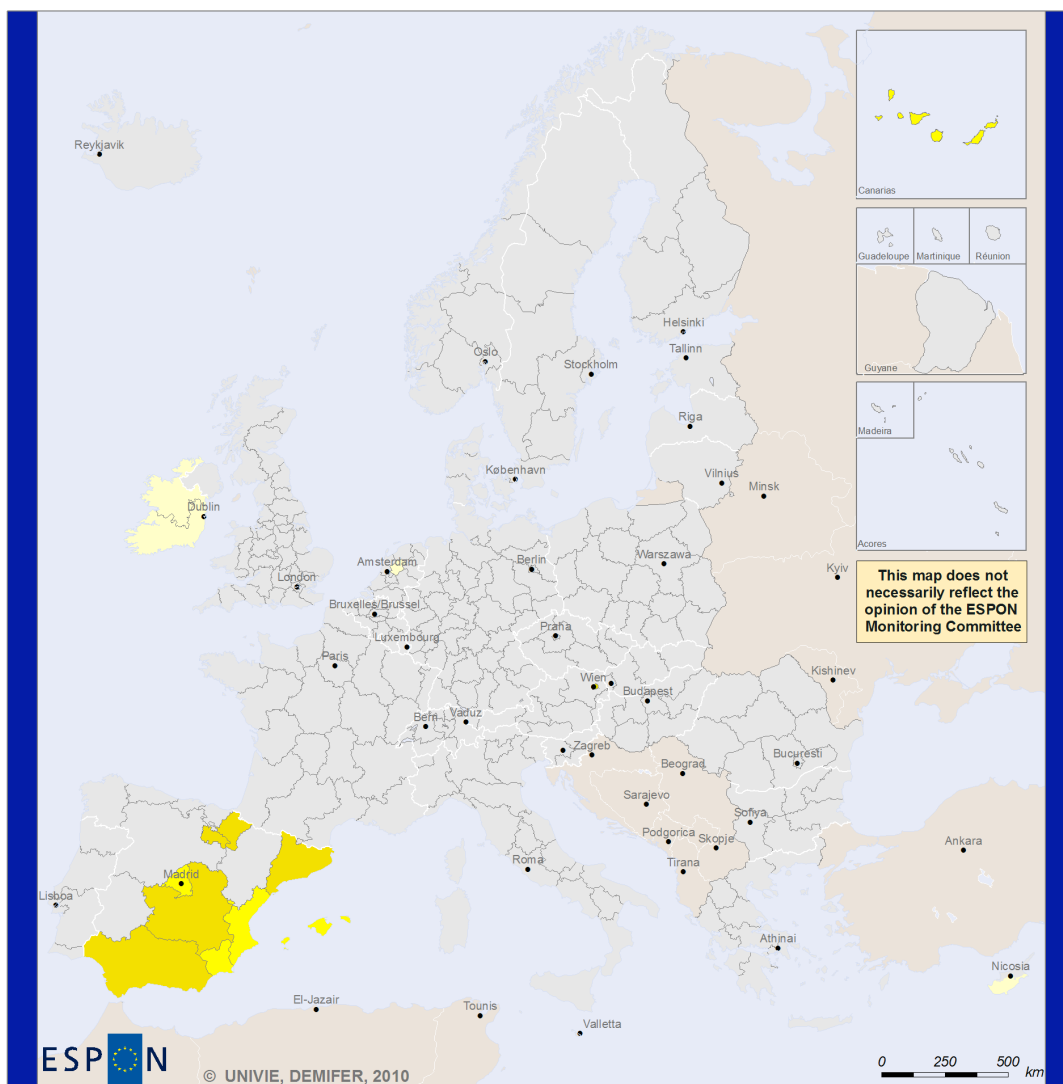 Reykjavik
Canarias
Guadeloupe
Martinique
Réunion
Guyane
Helsinki
Tallinn
Oslo
Stockholm
Madeira
Riga
Acores
København
Vilnius
Minsk
Dublin
Amsterdam
Berlin
Warszawa
Kyiv
London
This map does not
necessarily reflect the
opinion of the ESPON
Monitoring Committee
Bruxelles/Brussel
Praha
Luxembourg
Paris
Kishinev
Wien
Budapest
Bern
Vaduz
Zagreb
Bucuresti
Beograd
Sarajevo
Sofiya
Podgorica
Skopje
Ankara
Roma
Tirana
Madrid
Lisboa
Athinai
Nicosia
El-Jazair
Tounis
Valletta
ESPON
© UNIVIE, DEMIFER, 2010
0 250 500
km